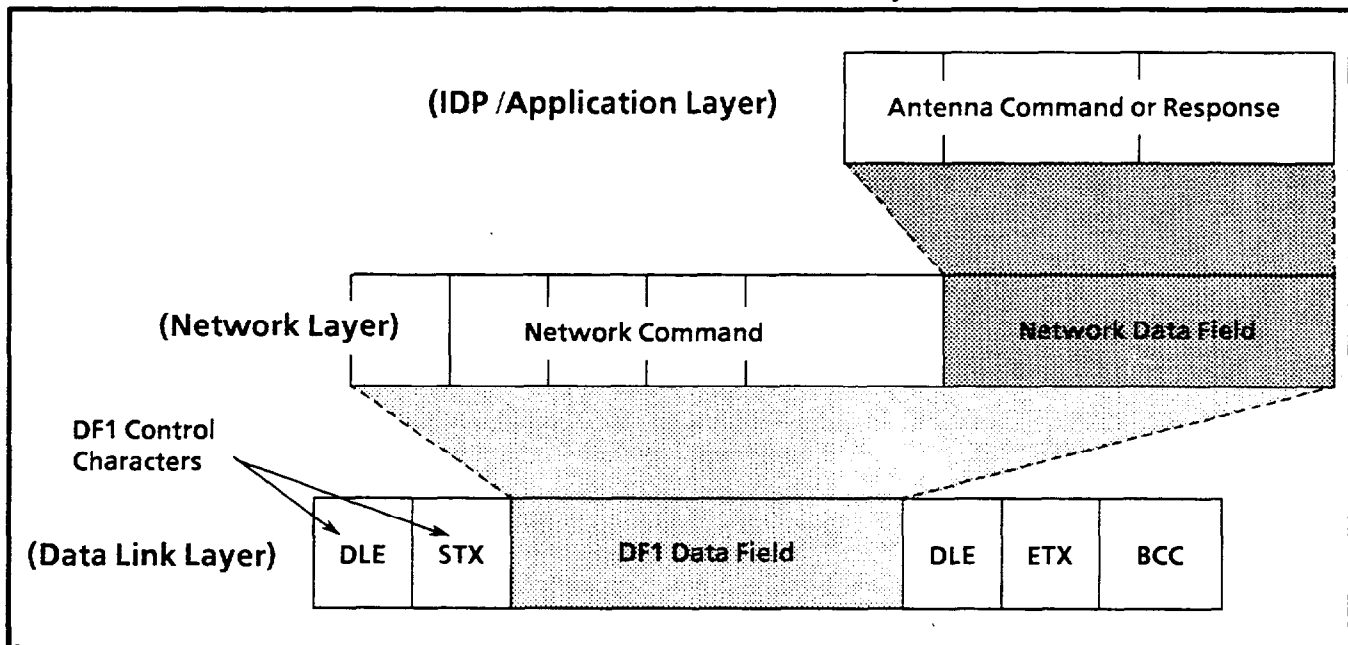 (IDP /Application Layer)
Antenna Command or Response
(Network Layer)
Network Command
Network Data Field
DF1 Control
Characters
(Data Link Layer)
DLE
STX
DF1 Data Field
DLE
ETX
BCC